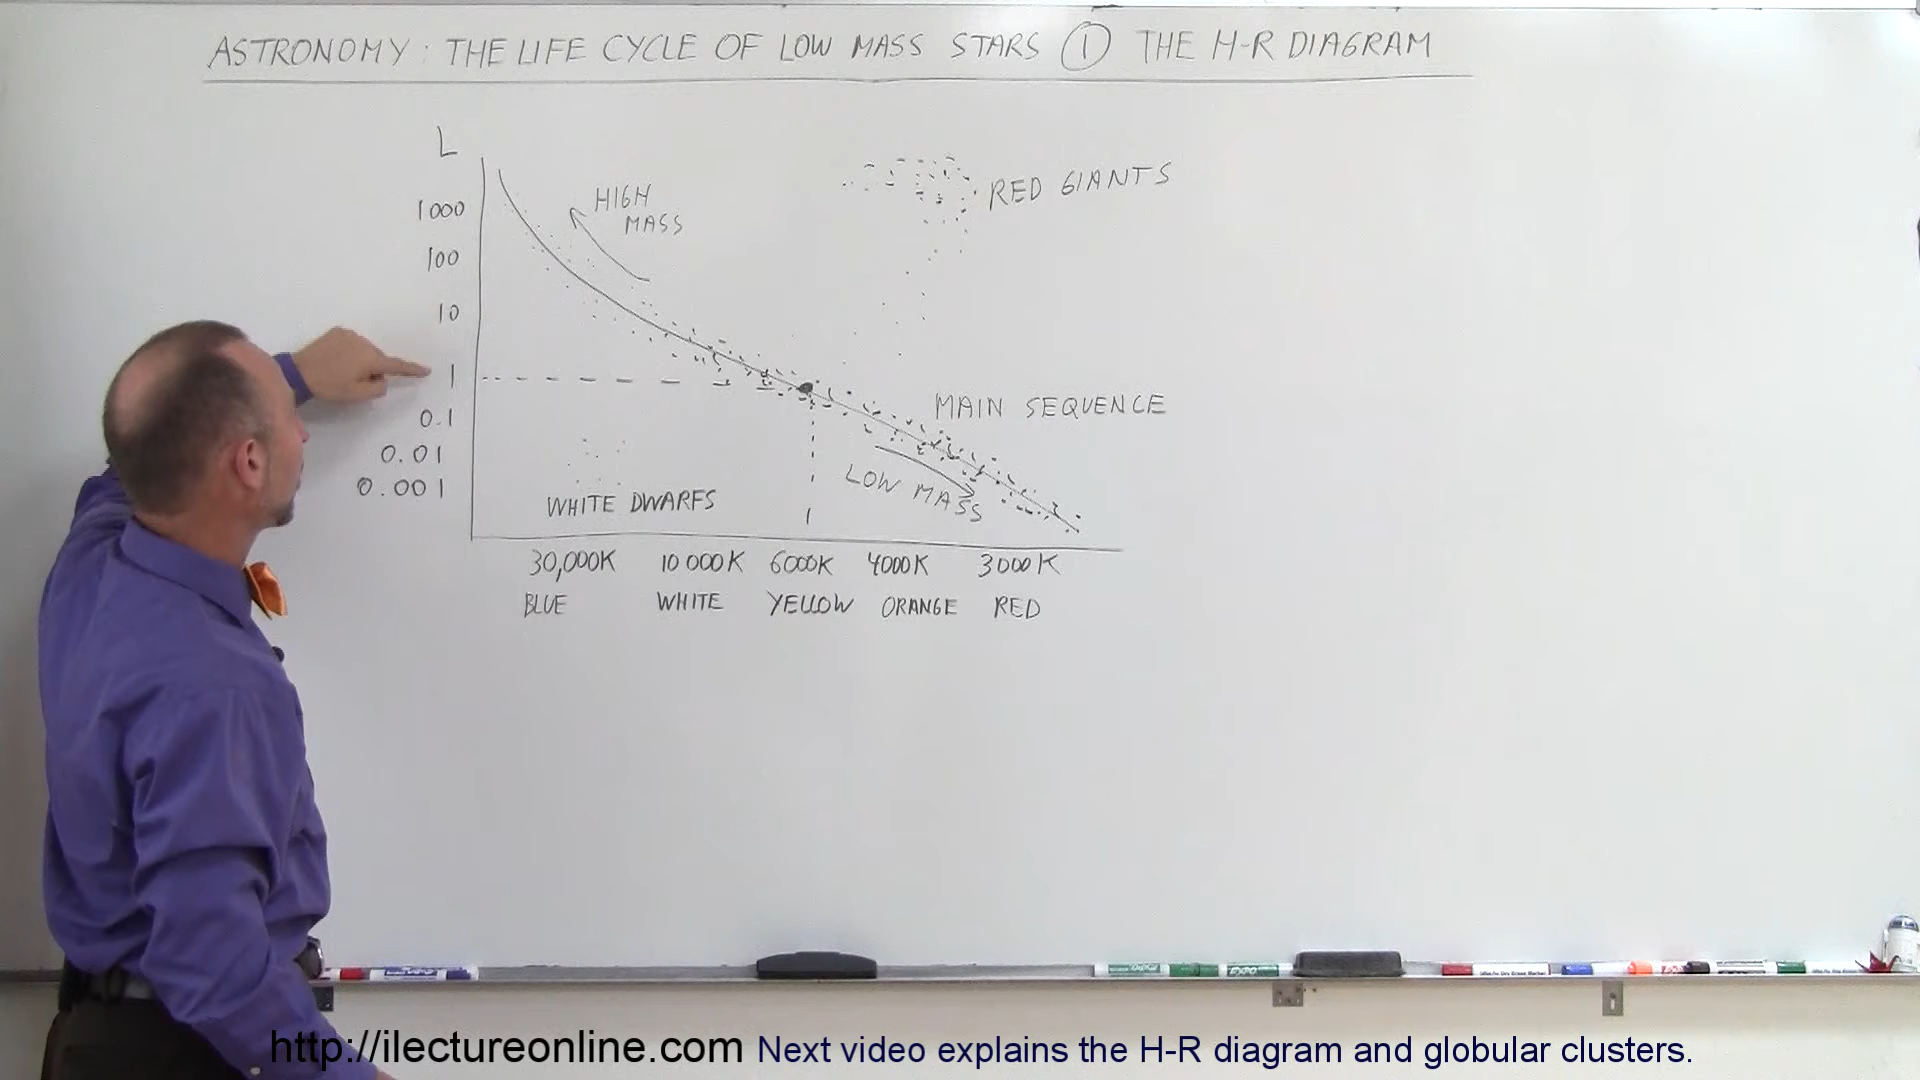 ASTRONOMY: THE LIFE CYCLE OF LOW MASS STARS ① THE H-R DIAGRAM
L
1000
100
10
1
0.1
0.01
0.001
HIGH
MASS
RED GIANTS
MAIN SEQUENCE
LOW MASS
WHITE DWARFS
1
30,000K 10 000K 6000K 4000K 3000K
BLUE WHITE YELLOW ORANGE RED
EXPO
http://ilectureonline.com Next video explains the H-R diagram and globular clusters.